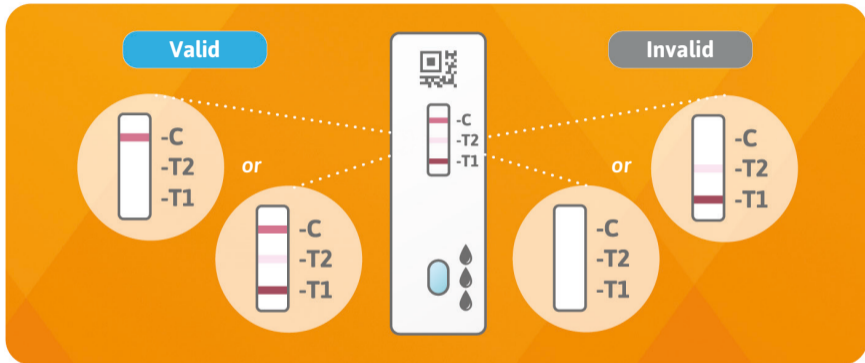 Valid
Invalid
-C
-T2
-T1
or
-C
-T2
-T1
-C
-T2
-T1
-C
-T2
-T1
or
-C
-T2
-T1